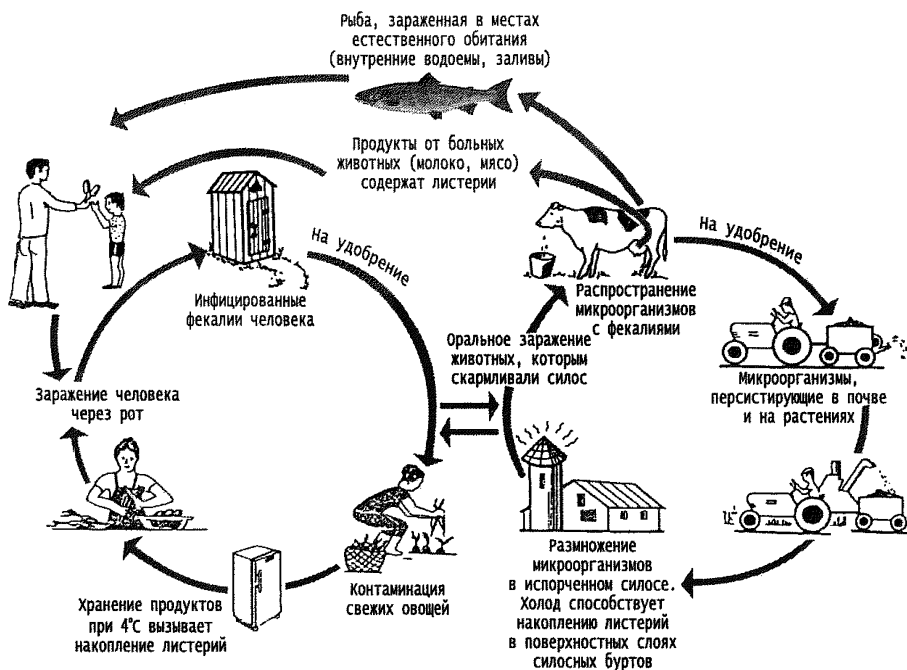 Рыба, зараженная в местах
естественного обитания
(внутренние водоемы, заливы)
Продукты от больных
животных (молоко, мясо)
содержат листерии
На удобрение
Инфицированные
фекалии человека
На удобрение
Распространение
микроорганизмов
с фекалиями
Оральное заражение
животных, которым
скармливали силос
Микроорганизмы,
персистирующие в почве
и на растениях
Заражение человека
через рот
Хранение продуктов
при 4°С вызывает
накопление листерий
Контаминация
свежих овощей
Размножение
микроорганизмов
в испорченном силосе.
Холод способствует
накоплению листерий
в поверхностных слоях
силосных буртов